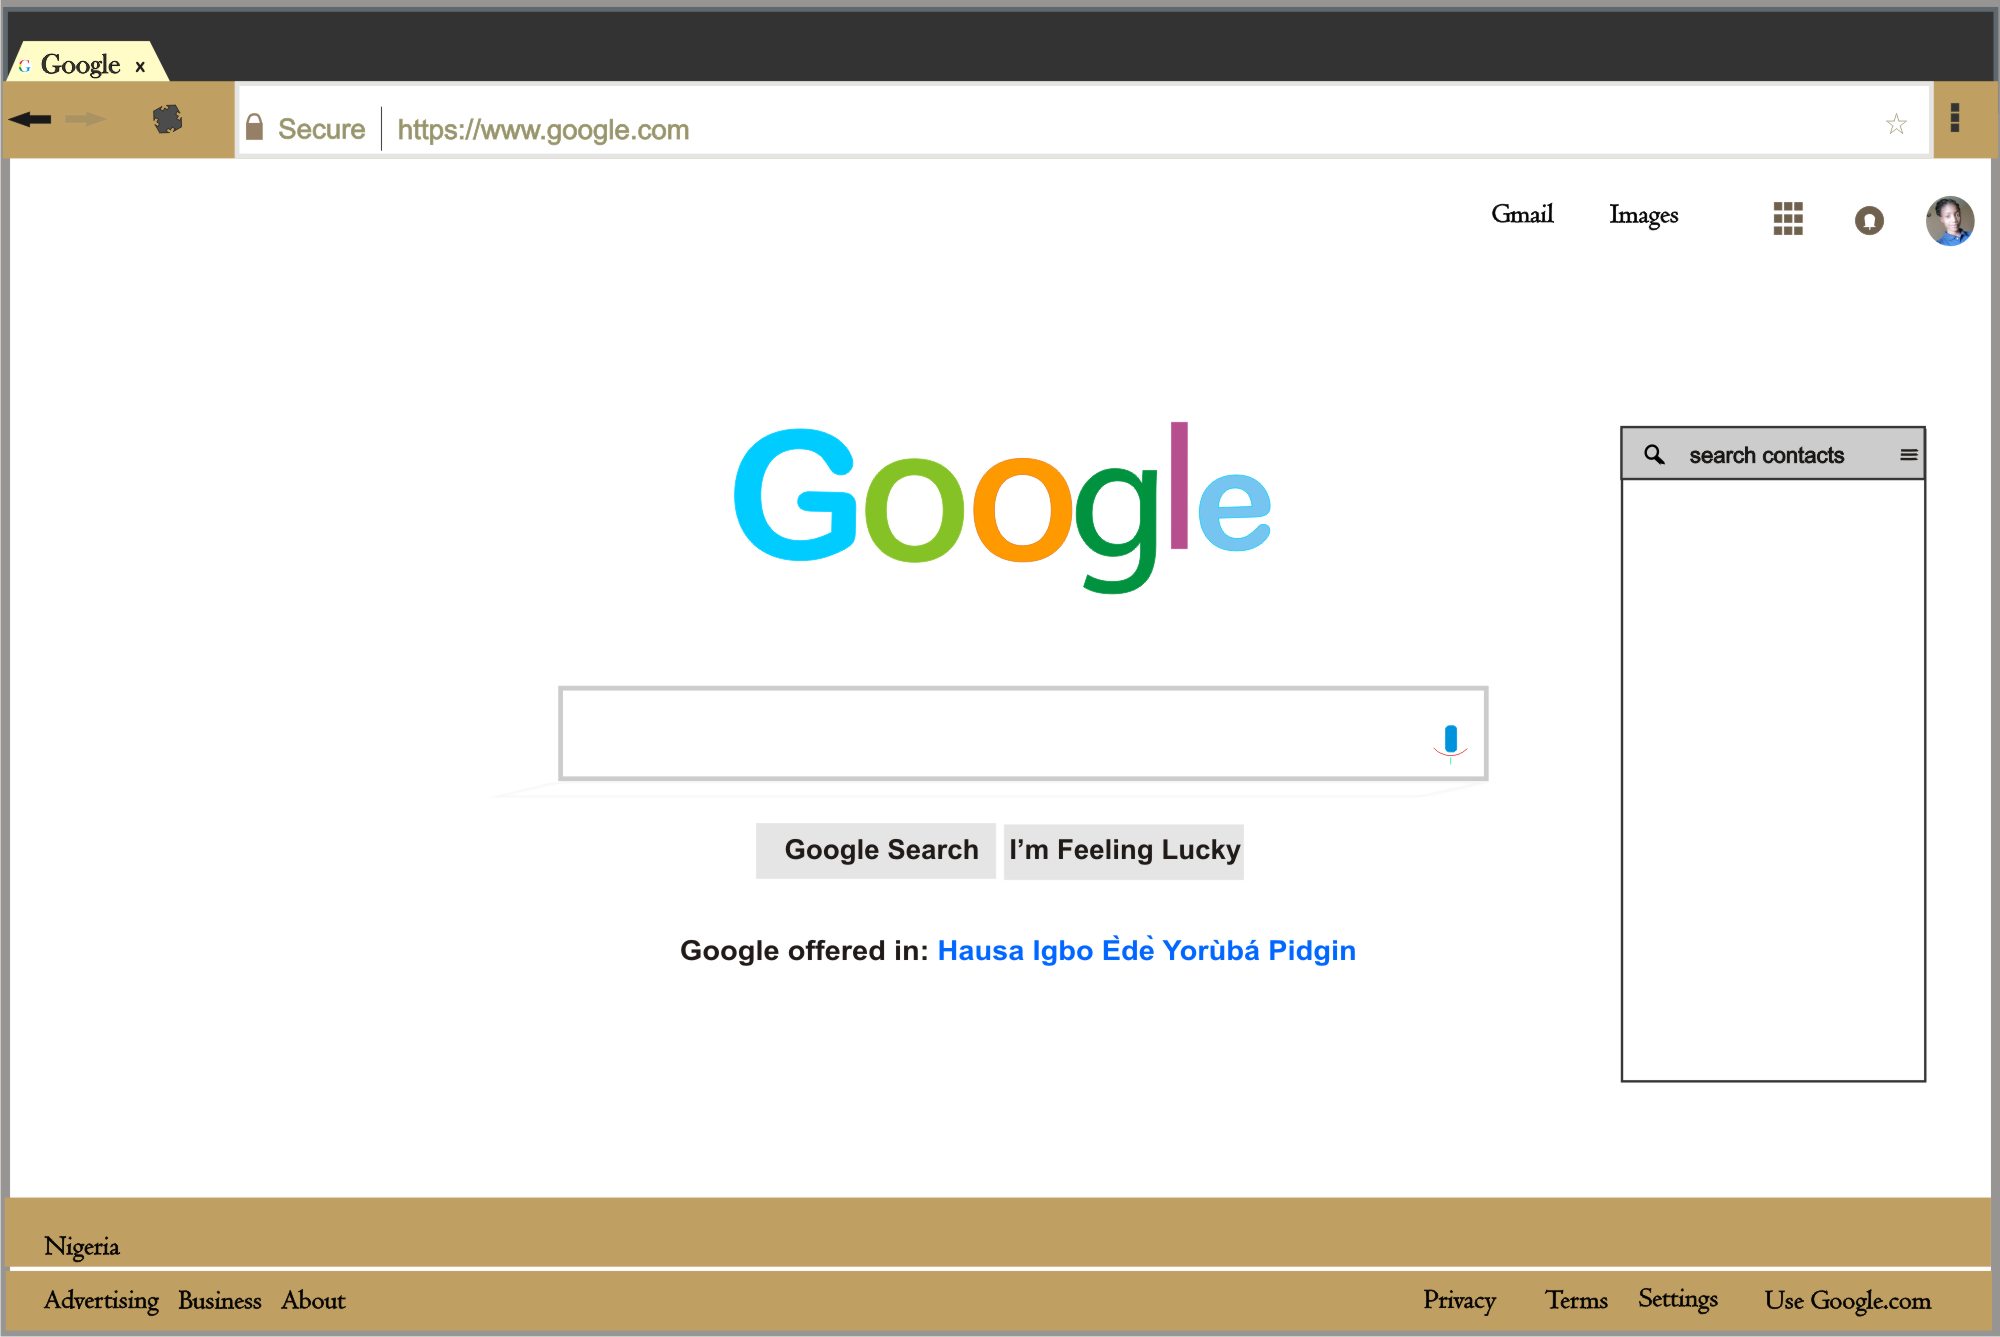 G Google x
Secure https://www.google.com
Gmail Images
Google
search contacts
Google Search I’m Feeling Lucky
Google offered in: Hausa Igbo Èdè Yorùbá Pidgin
Nigeria
Advertising Business About Privacy Terms Settings Use Google.com